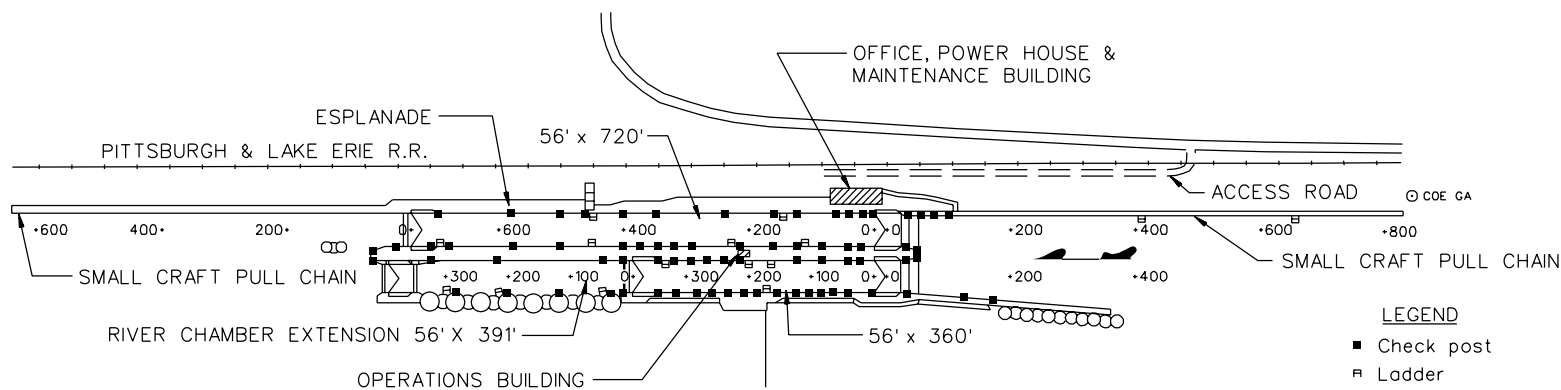 OFFICE, POWER HOUSE &
MAINTENANCE BUILDING
ESPLANADE
56' x 720'
PITTSBURGH & LAKE ERIE R.R.
ACCESS ROAD
COE GA
+600 400+ 200+ 0+ +600 +400 +200 0+ +0 +200 +600 +800
SMALL CRAFT PULL CHAIN
+300 +200 +100 0+ +300 +200 +100 0+ +0 +200 +400
SMALL CRAFT PULL CHAIN
RIVER CHAMBER EXTENSION 56' X 391'
56' x 360'
OPERATIONS BUILDING
LEGEND
Check post
Ladder